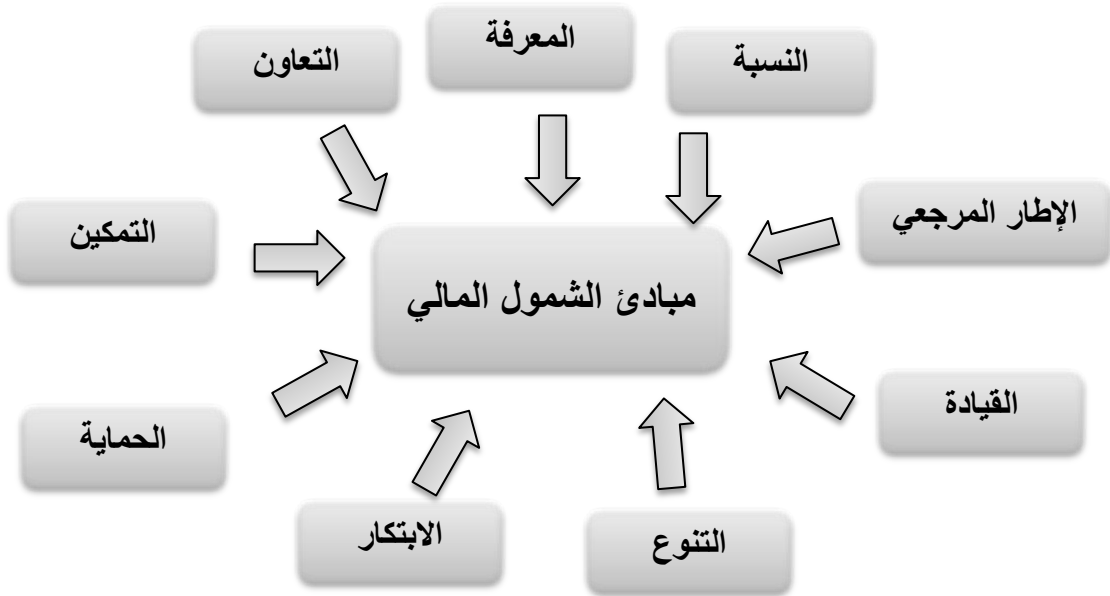 المعرفة
النسبة
التعاون
الإطار المرجعي
التمكين
مبادئ الشمول المالي
القيادة
الحماية
التنوع
الابتكار